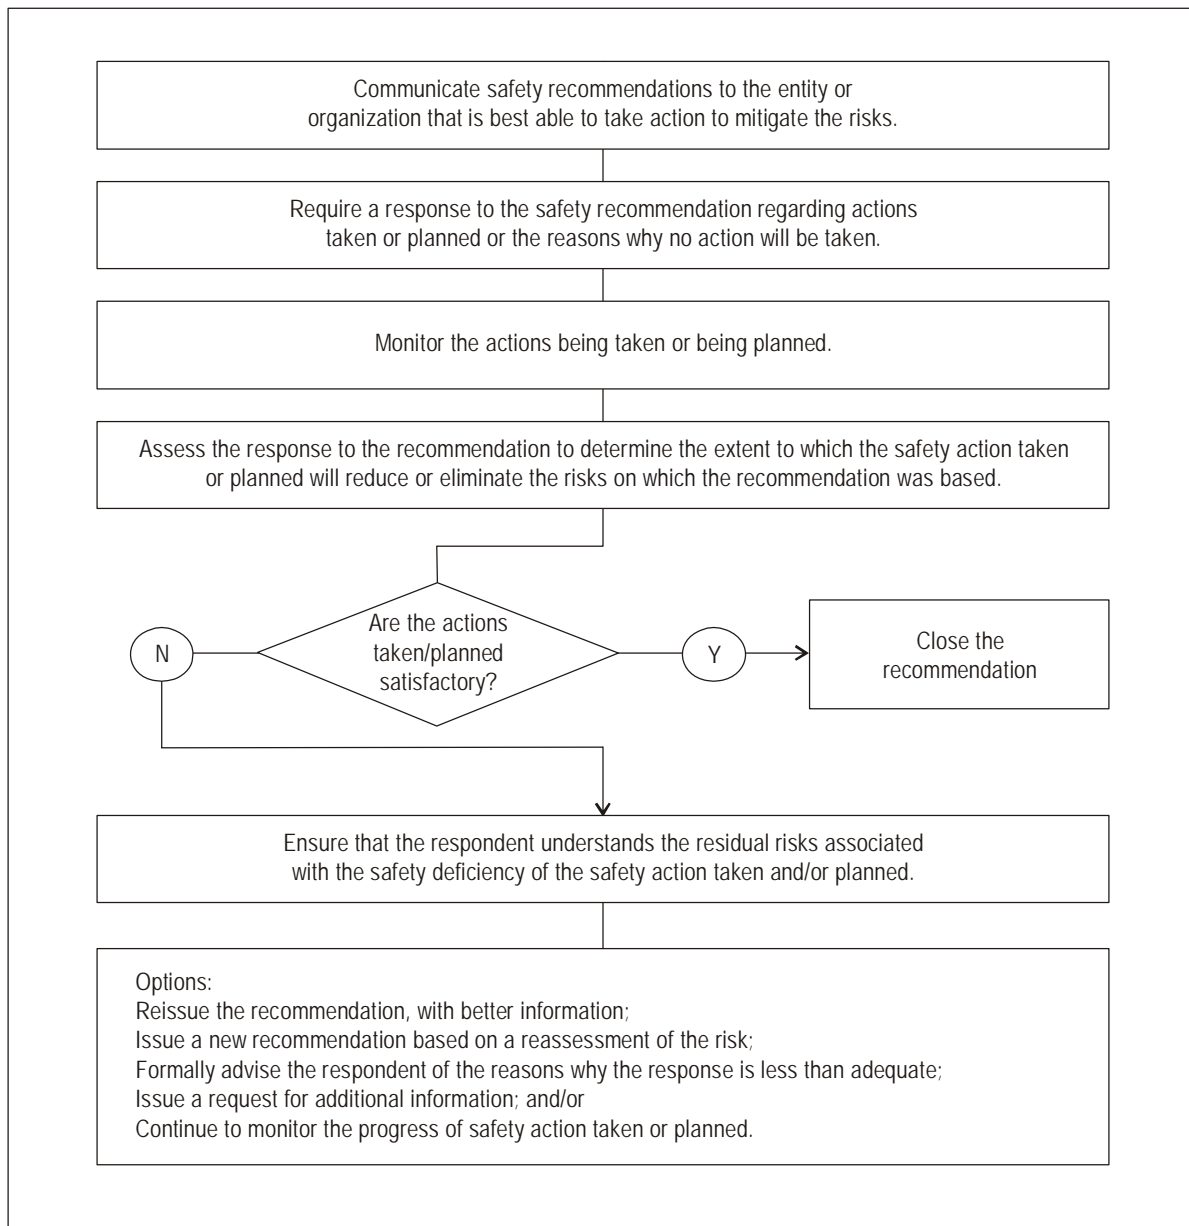 Communicate safety recommendations to the entity or
organization that is best able to take action to mitigate the risks.
Require a response to the safety recommendation regarding actions
taken or planned or the reasons why no action will be taken.
Monitor the actions being taken or being planned.
Assess the response to the recommendation to determine the extent to which the safety action taken
or planned will reduce or eliminate the risks on which the recommendation was based.
Are the actions
taken/planned
satisfactory?
N
Y
Close the
recommendation
Ensure that the respondent understands the residual risks associated
with the safety deficiency of the safety action taken and/or planned.
Options:
Reissue the recommendation, with better information;
Issue a new recommendation based on a reassessment of the risk;
Formally advise the respondent of the reasons why the response is less than adequate;
Issue a request for additional information; and/or
Continue to monitor the progress of safety action taken or planned.